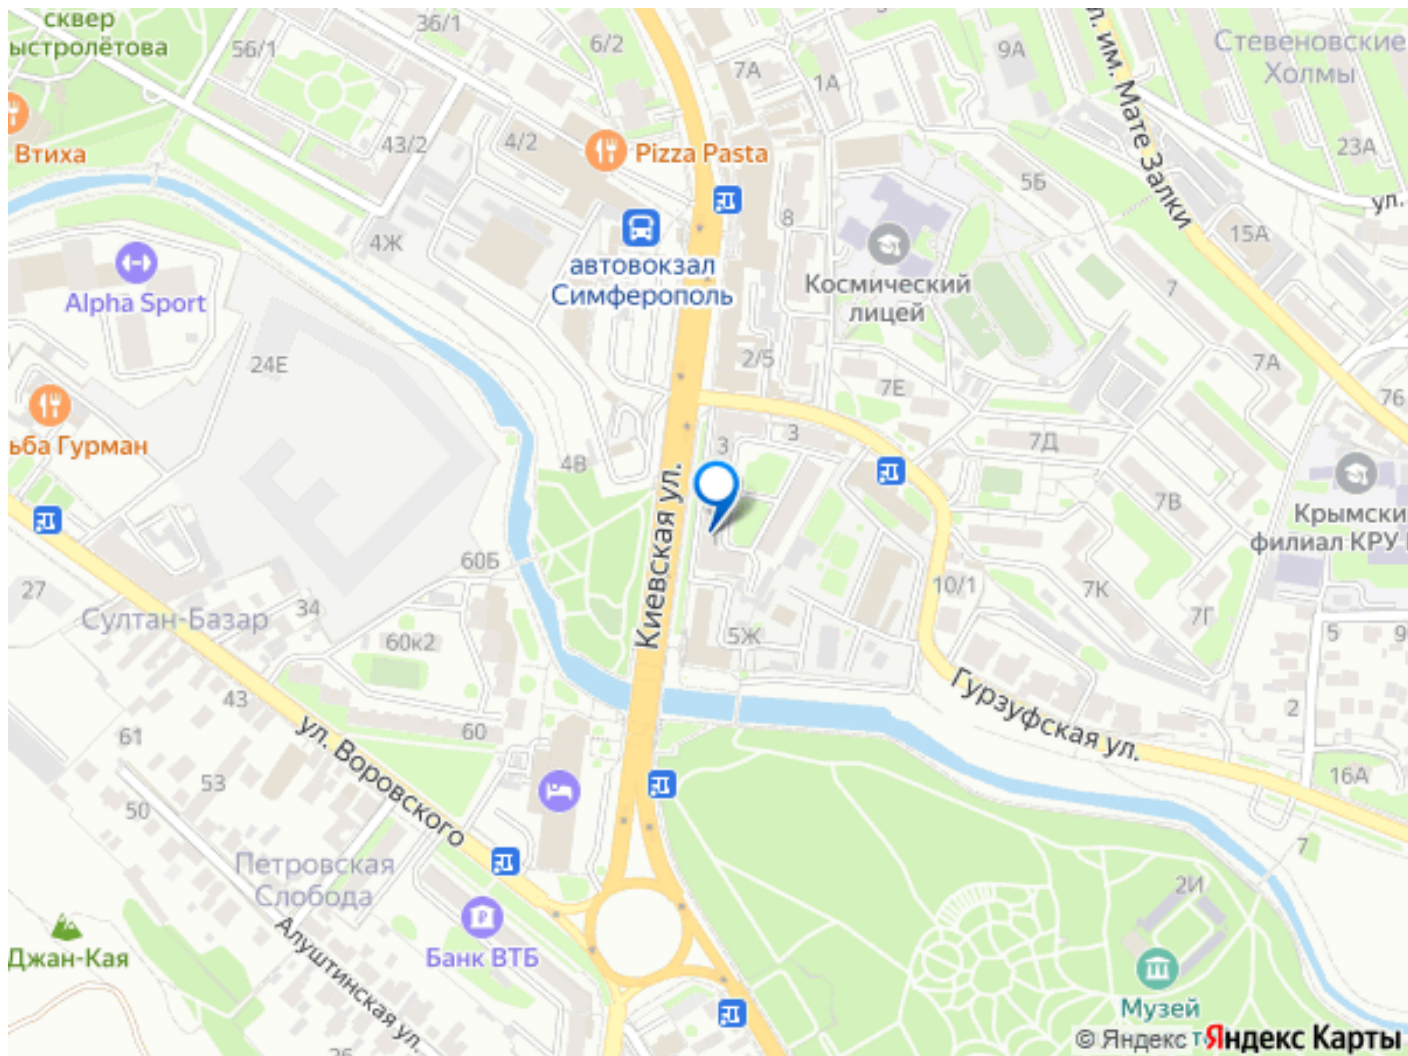 сквер
ыстролётова
36/1
6/2
56/1
7А
9А
1А
Стевеновские
Холмы
ул. им. Мате Залки
Втиха
43/2
4/2
Pizza Pasta
23А
5Б
ул.
8
15А
4Ж
автовокзал
Симферополь
Космический
лицей
Alpha Sport
7
24Е
2/5
7Е
7А
76
ьба Гурман
3
3
7Д
4В
Киевская ул.
7В
Крымски
филиал КРУ
60Б
27
Султан-Базар
34
10/1
7К
7Г
60к2
5Ж
5
9
43
Гурзуфская ул.
2
61
ул. Воровского
60
53
50
16А
7
Петровская
Слобода
2И
Алуштинская ул.
Джан-Кая
Банк ВТБ
Музей
© Яндекс
Яндекс Карты